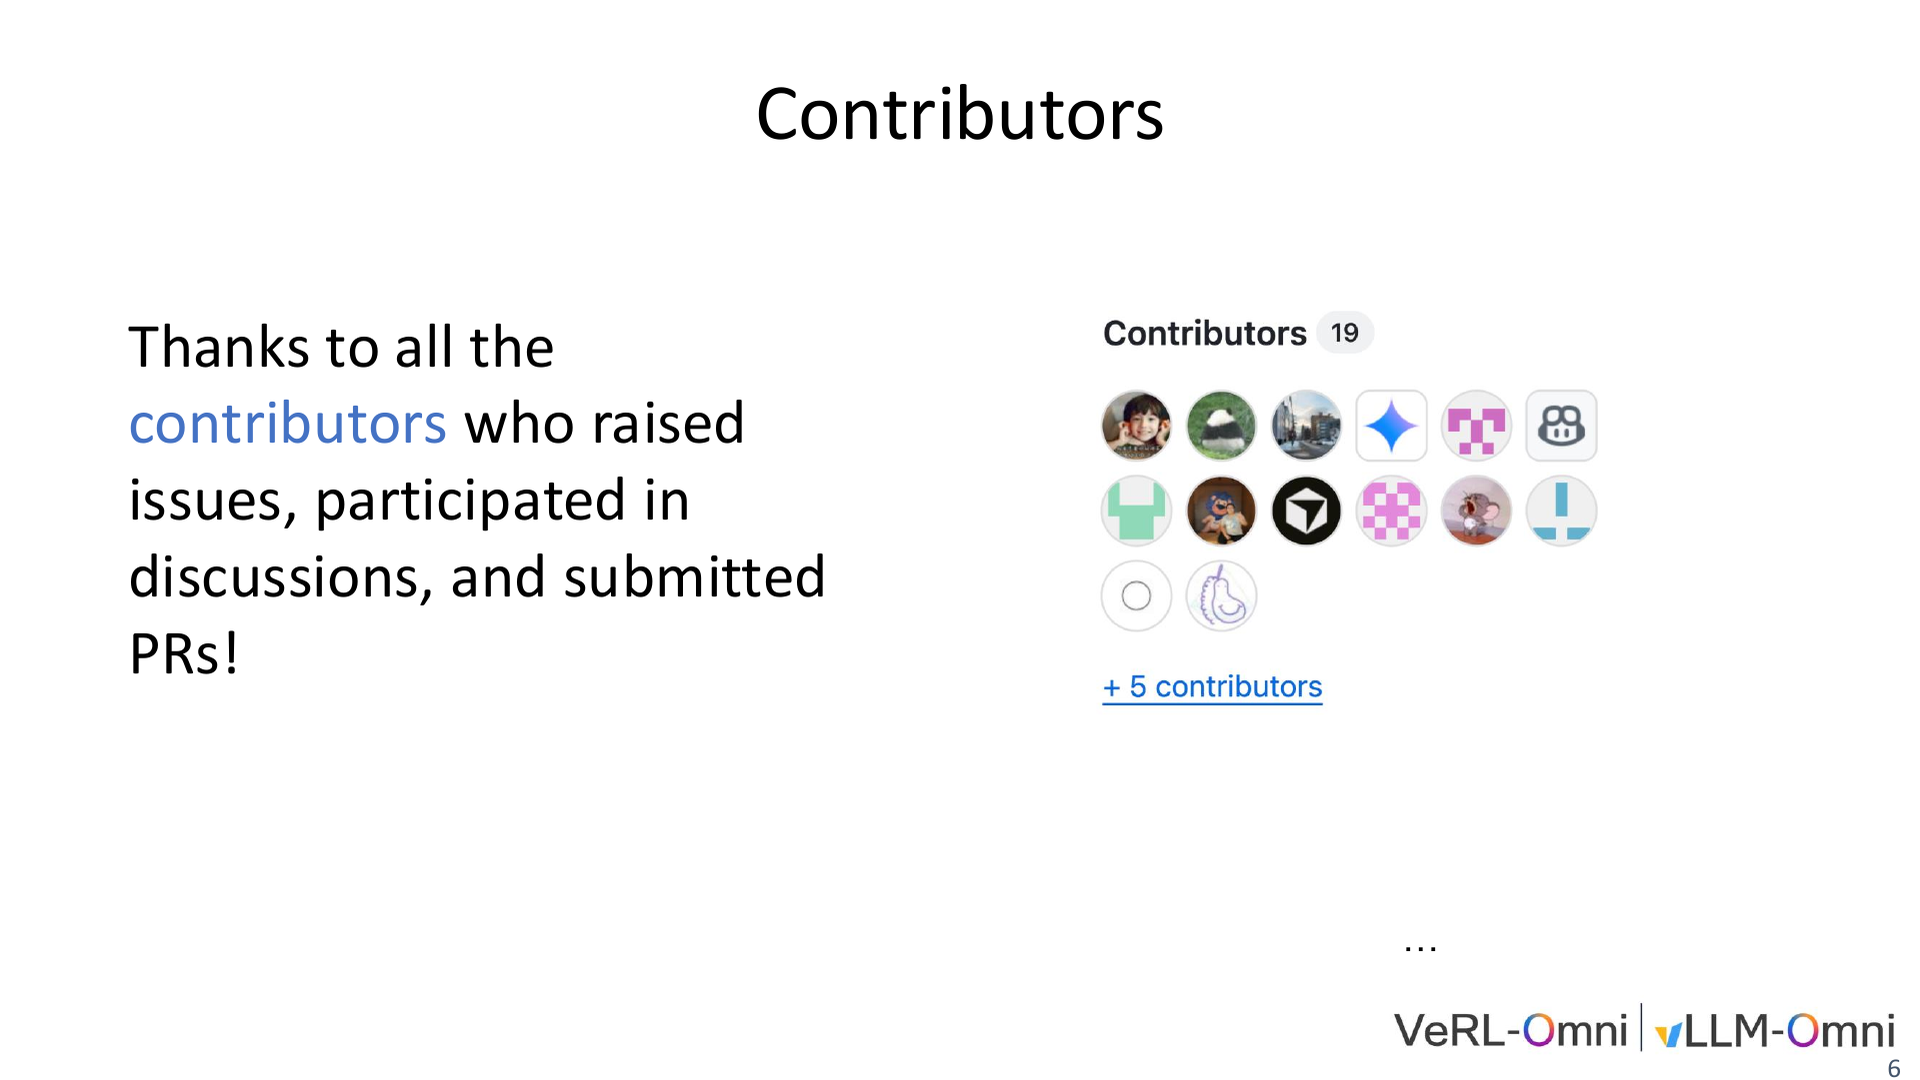 Contributors
Thanks to all the
contributors who raised
issues, participated in
discussions, and submitted
PRs!
Contributors 19
+ 5 contributors
...
VeRL-Omni | vLLM-Omni
6